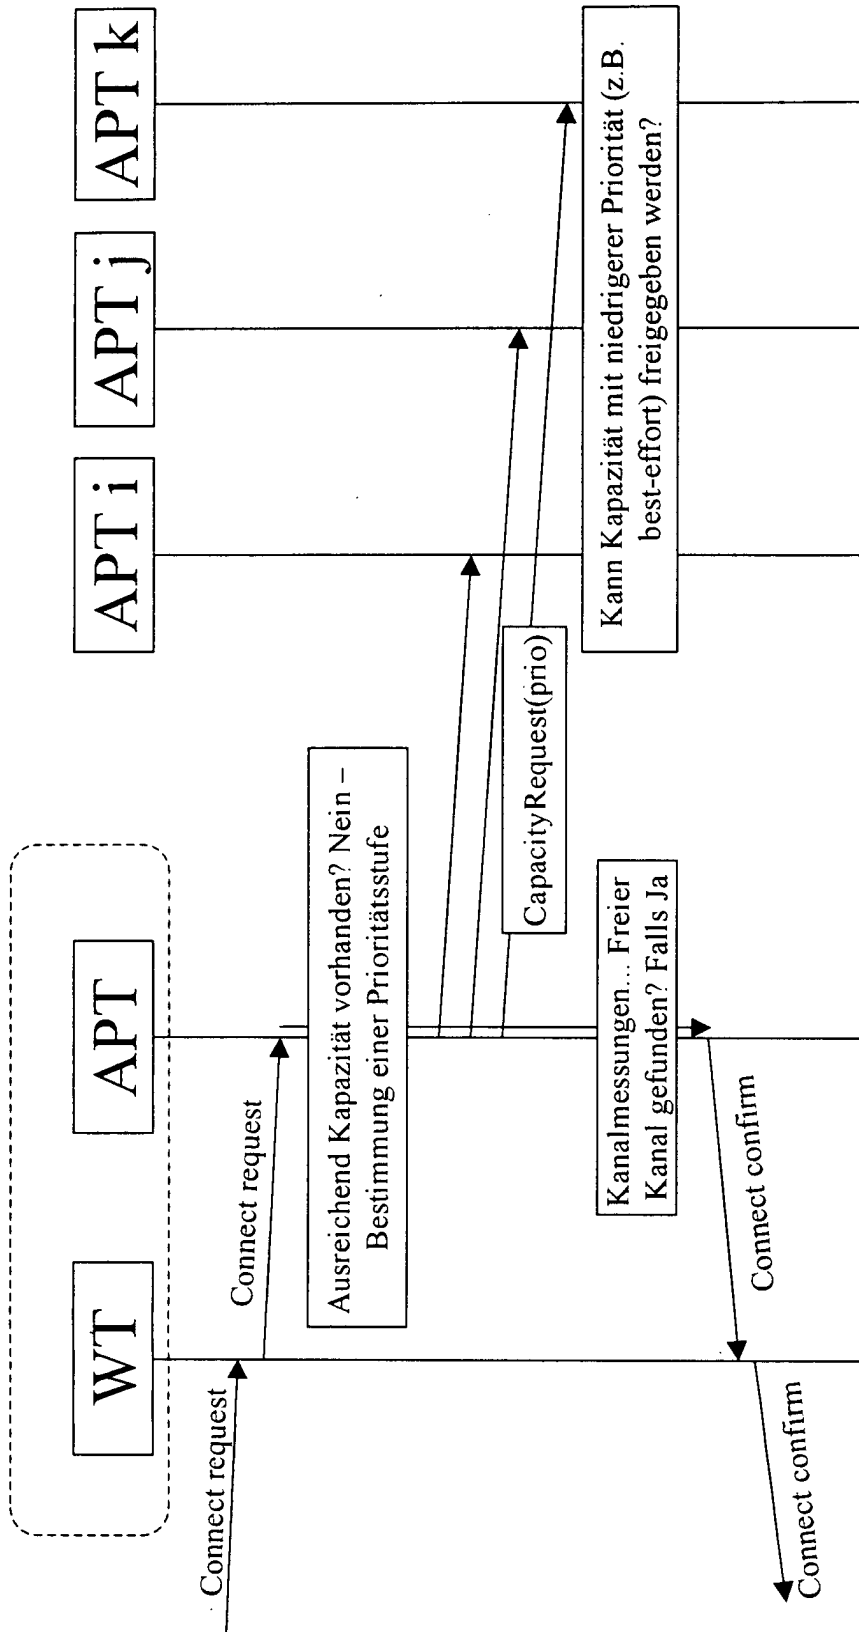 WT
APT
APT i
APT j
APT k
Connect request
Connect request
Ausreichend Kapazität vorhanden? Nein –
Bestimmung einer Prioritätsstufe
CapacityRequest(prio)
Kann Kapazität mit niedrigerer Priorität (z.B.
best-effort) freigegeben werden?
Kanalmessungen... Freier
Kanal gefunden? Falls Ja
Connect confirm
Connect confirm